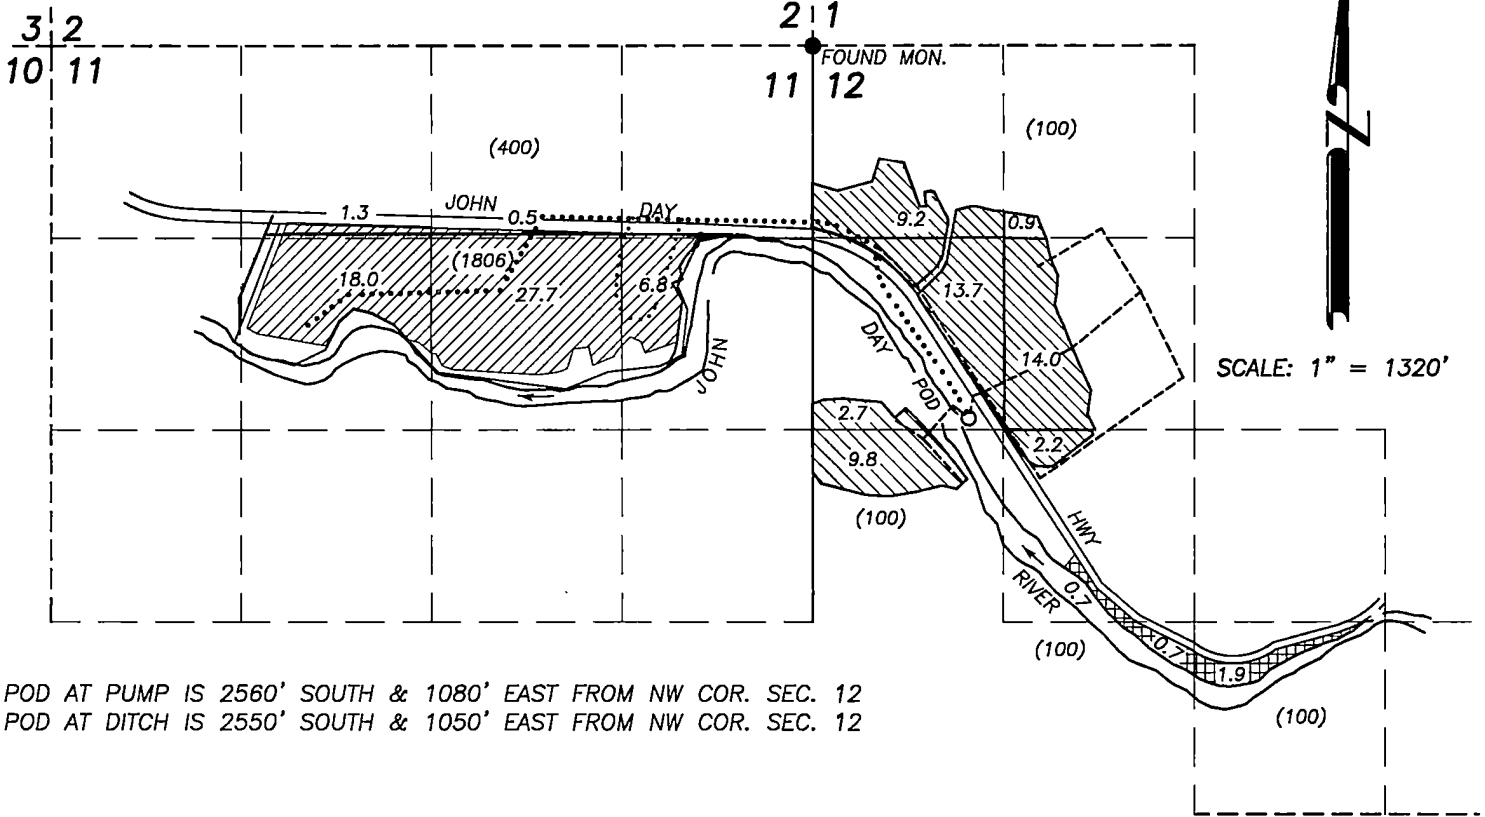 3 2
10 11
2 1
FOUND MON.
11 12
(100)
(400)
JOHN
DAY
1.3
0.5
9.2
0.9
(1806)
18.0
27.7
6.8
13.7
14.0
JOHN
DAY
POD
Z
SCALE: 1" = 1320'
2.7
9.8
2.2
(100)
HWY
RIVER
0.7
0.7
1.9
(100)
(100)
POD AT PUMP IS 2560' SOUTH & 1080' EAST FROM NW COR. SEC. 12
POD AT DITCH IS 2550' SOUTH & 1050' EAST FROM NW COR. SEC. 12